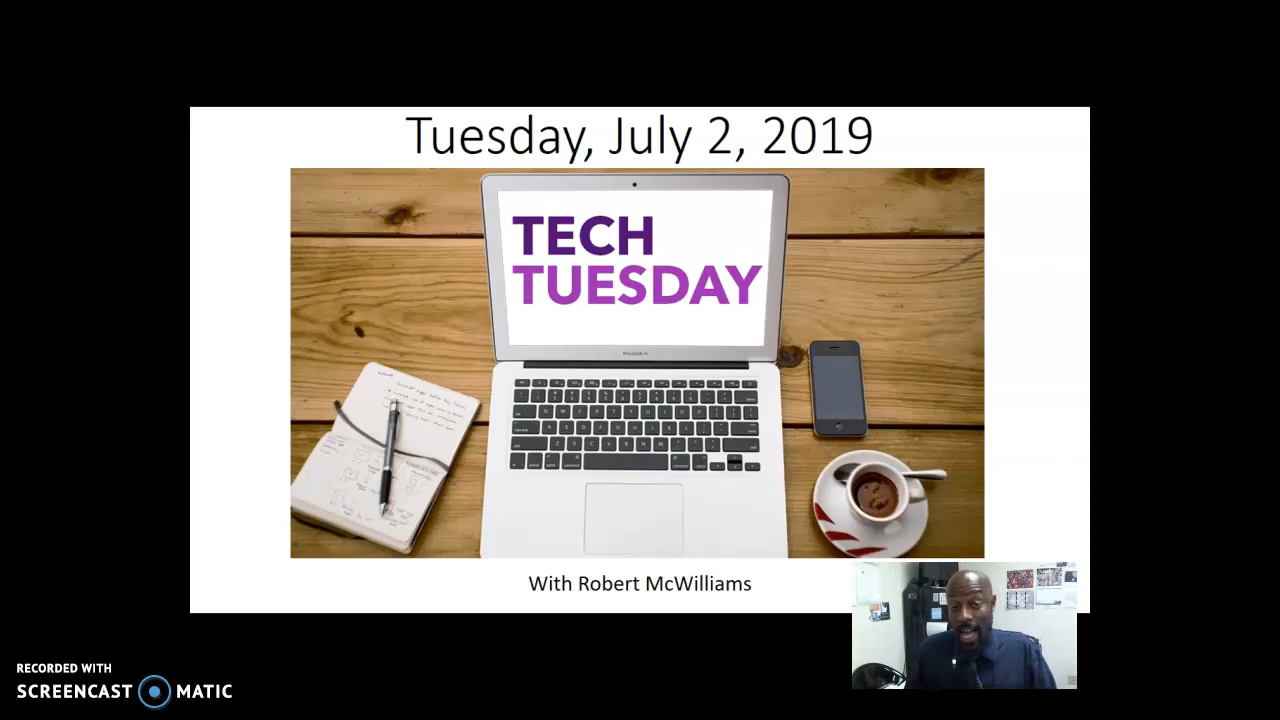 Tuesday, July 2, 2019
TECH
TUESDAY
With Robert McWilliams
RECORDED WITH
SCREENCAST MATIC